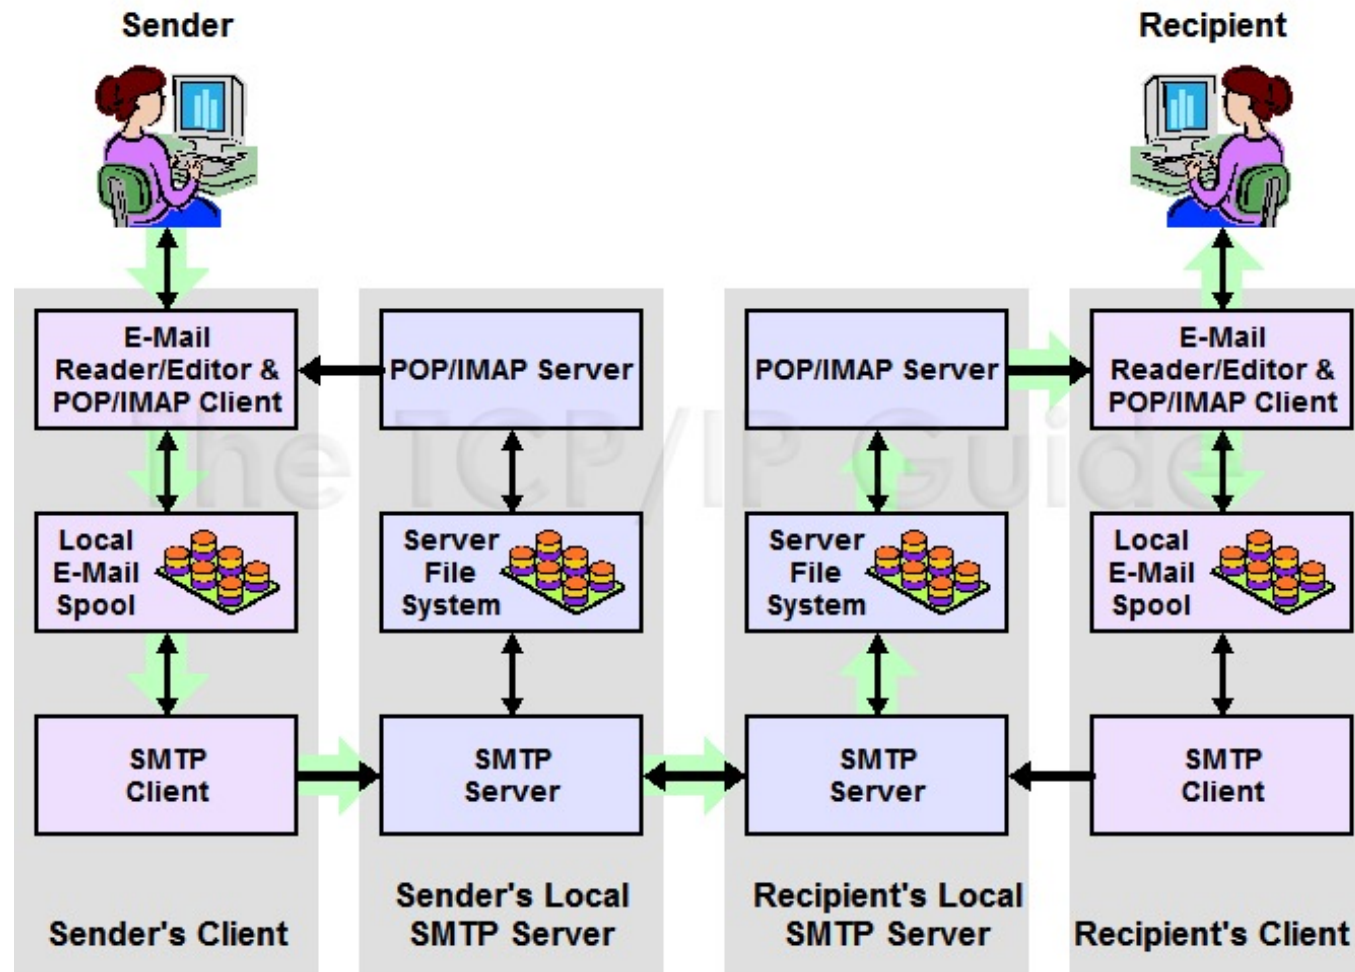 Sender
Recipient
E-Mail
Reader/Editor &
POP/IMAP Client
POP/IMAP Server
POP/IMAP Server
E-Mail
Reader/Editor &
POP/IMAP Client
The TCP/IP Guide
Local
E-Mail
Spool
Server
File
System
Server
File
System
Local
E-Mail
Spool
SMTP
Client
SMTP
Server
SMTP
Server
SMTP
Client
Sender's Client
Sender's Local
SMTP Server
Recipient's Local
SMTP Server
Recipient's Client